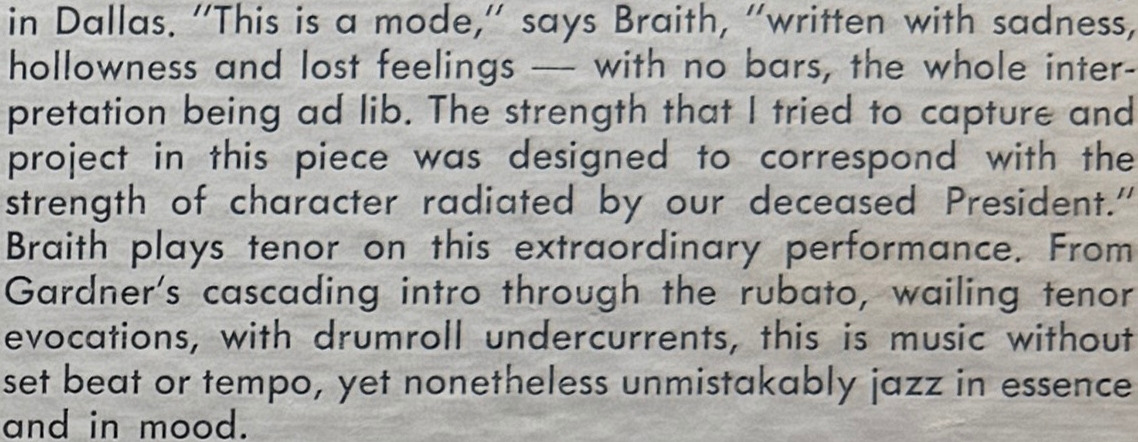 in Dallas. "This is a mode," says Braith, "written with sadness,
hollowness and lost feelings — with no bars, the whole inter-
pretation being ad lib. The strength that I tried to capture and
project in this piece was designed to correspond with the
strength of character radiated by our deceased President."
Braith plays tenor on this extraordinary performance. From
Gardner's cascading intro through the rubato, wailing tenor
evocations, with drumroll undercurrents, this is music without
set beat or tempo, yet nonetheless unmistakably jazz in essence
and in mood.